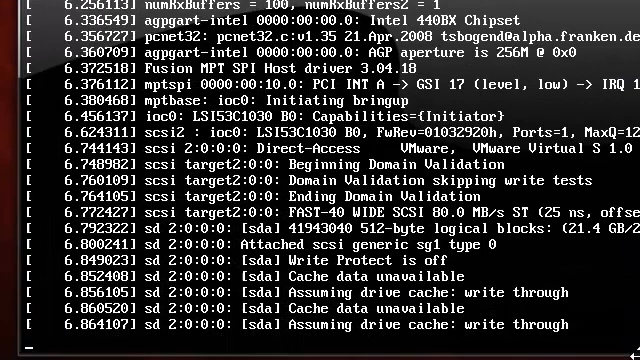 [    6.256113] numRxBuffers = 100, numRxBuffers2 = 1
[    6.336549] agpgart-intel 0000:00:00.0: Intel 440BX Chipset
[    6.356727] pcnet32: pcnet32.c:v1.35 21.Apr.2008 tsbogend@alpha.franken.de
[    6.360709] agpgart-intel 0000:00:00.0: AGP aperture is 256M @ 0x0
[    6.372518] Fusion MPT SPI Host driver 3.04.18
[    6.376112] mptspi 0000:00:10.0: PCI INT A -> GSI 17 (level, low) -> IRQ 1
[    6.380468] mptbase: ioc0: Initiating bringup
[    6.456137] ioc0: LSI53C1030 B0: Capabilities={Initiator}
[    6.624311] scsi2 : ioc0: LSI53C1030 B0, FwRev=01032920h, Ports=1, MaxQ=12
[    6.744143] scsi 2:0:0:0: Direct-Access     VMware,  VMware Virtual S 1.0
[    6.748982] scsi target2:0:0: Beginning Domain Validation
[    6.760109] scsi target2:0:0: Domain Validation skipping write tests
[    6.764105] scsi target2:0:0: Ending Domain Validation
[    6.772427] scsi target2:0:0: FAST-40 WIDE SCSI 80.0 MB/s ST (25 ns, offse
[    6.792322] sd 2:0:0:0: [sda] 41943040 512-byte logical blocks: (21.4 GB/2
[    6.800241] sd 2:0:0:0: Attached scsi generic sg1 type 0
[    6.849023] sd 2:0:0:0: [sda] Write Protect is off
[    6.852408] sd 2:0:0:0: [sda] Cache data unavailable
[    6.856105] sd 2:0:0:0: [sda] Assuming drive cache: write through
[    6.860520] sd 2:0:0:0: [sda] Cache data unavailable
[    6.864107] sd 2:0:0:0: [sda] Assuming drive cache: write through